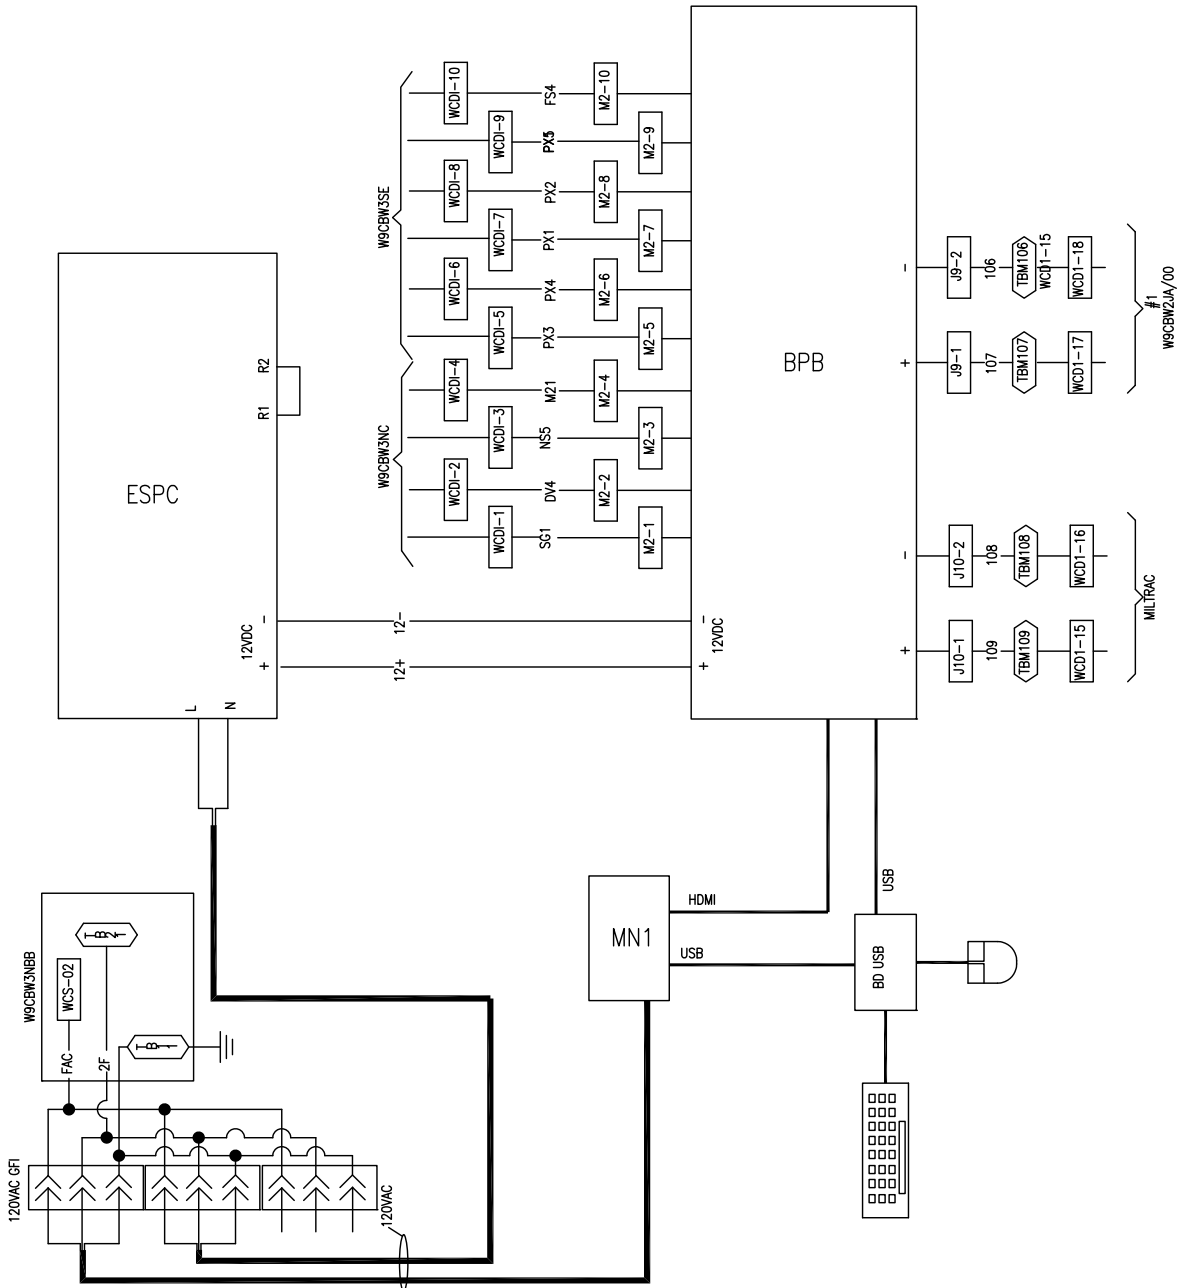 WCDI-10
FS4
M2-10
WCDI-9
M2-9
WCDI-8
PX2
M2-8
W9CBW3SE
WCDI-7
PX1
M2-7
WCDI-6
PX4
M2-6
WCDI-5
PX3
M2-5
WCDI-4
M21
M2-4
WCDI-3
NS5
M2-3
W9CBW3NC
WCDI-2
DV4
M2-2
WCDI-1
SG1
M2-1
ESPC
R1
R2
12VDC
+
-
L
N
12-
12+
BPB
12VDC
+
-
-
J9-2
106
TBM106
WCD1-15
WCD1-18
+
J9-1
107
TBM107
WCD1-17
#1
W9CBW2JA/00
-
J10-2
108
TBM108
WCD1-16
+
J10-1
109
TBM109
WCD1-15
MILTRAC
W9CBW3NBB
WCS-02
TB21
FAC
2F
TB1
120VAC GFI
120VAC
MN1
HDMI
USB
USB
BD USB